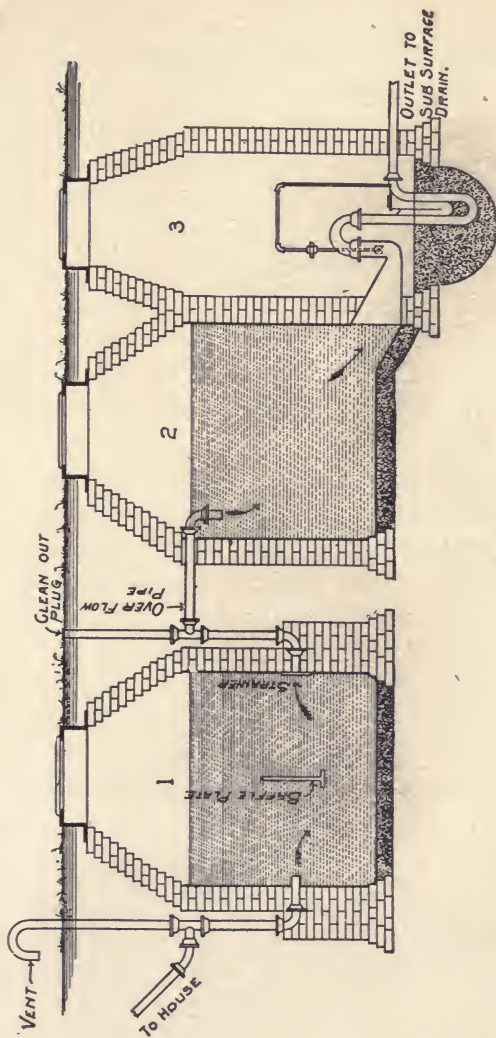 VENT
TO HOUSE
1
BAFFLE PLATE
STRAINER
CLEAN OUT
PLUG
OVER FLOW
PIPE
2
3
OUTLET TO
SUB SURFACE
DRAIN.